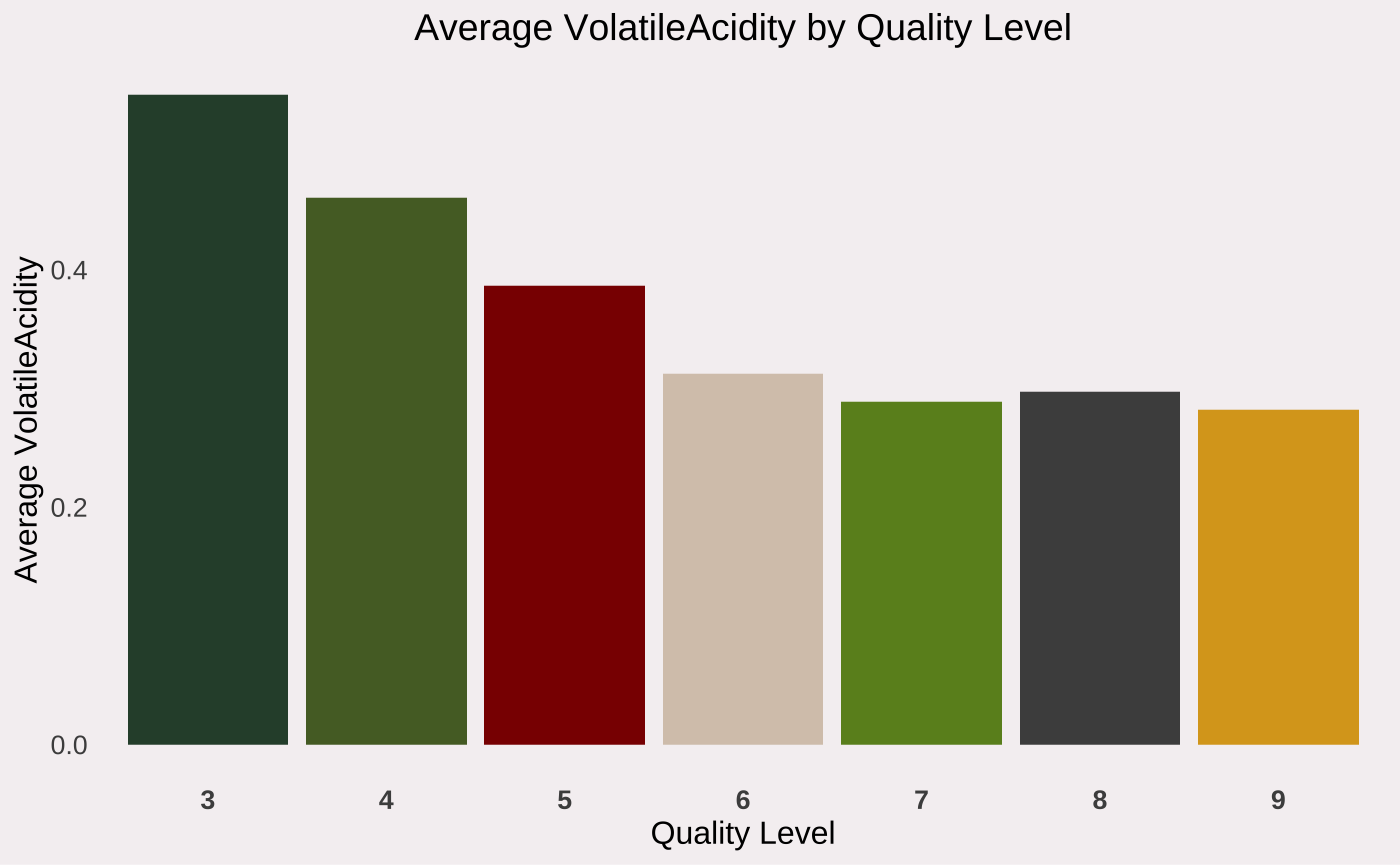 Average VolatileAcidity by Quality Level
Average VolatileAcidity
0.4
0.2
0.0
3 4 5 6 7 8 9
Quality Level